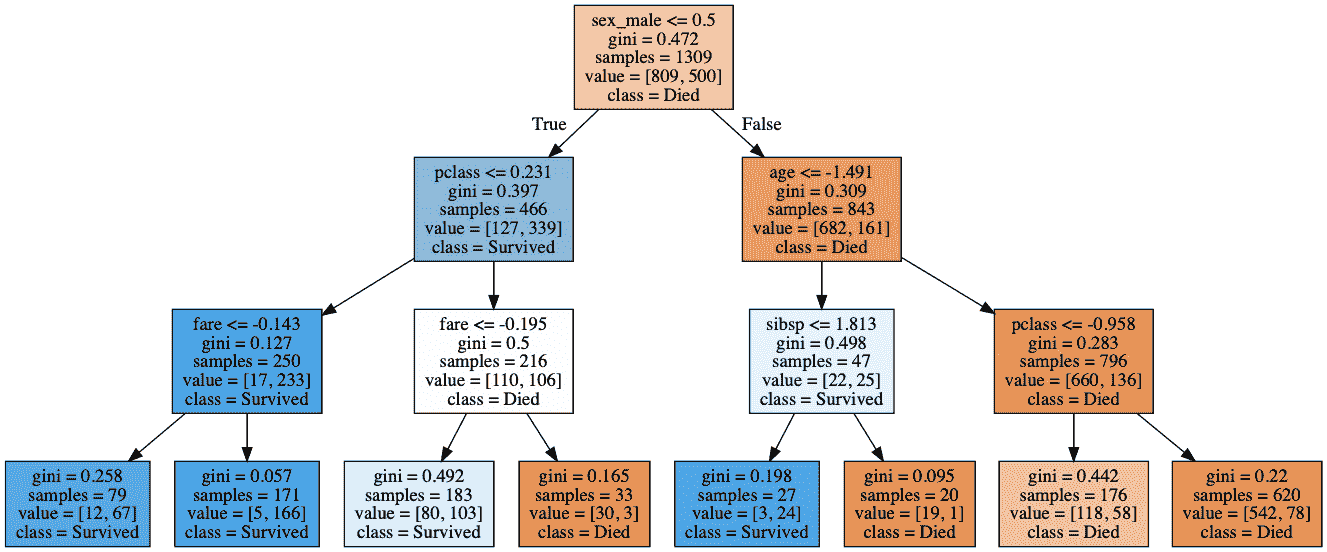 sex_male <= 0.5
gini = 0.472
samples = 1309
value = [809, 500]
class = Died
True
False
pclass <= 0.231
gini = 0.397
samples = 466
value = [127, 339]
class = Survived
age <= -1.491
gini = 0.309
samples = 843
value = [682, 161]
class = Died
fare <= -0.143
gini = 0.127
samples = 250
value = [17, 233]
class = Survived
fare <= -0.195
gini = 0.5
samples = 216
value = [110, 106]
class = Died
sibsp <= 1.813
gini = 0.498
samples = 47
value = [22, 25]
class = Survived
pclass <= -0.958
gini = 0.283
samples = 796
value = [660, 136]
class = Died
gini = 0.258
samples = 79
value = [12, 67]
class = Survived
gini = 0.057
samples = 171
value = [5, 166]
class = Survived
gini = 0.492
samples = 183
value = [80, 103]
class = Survived
gini = 0.165
samples = 33
value = [30, 3]
class = Died
gini = 0.198
samples = 27
value = [3, 24]
class = Survived
gini = 0.095
samples = 20
value = [19, 1]
class = Died
gini = 0.442
samples = 176
value = [118, 58]
class = Died
gini = 0.22
samples = 620
value = [542, 78]
class = Died